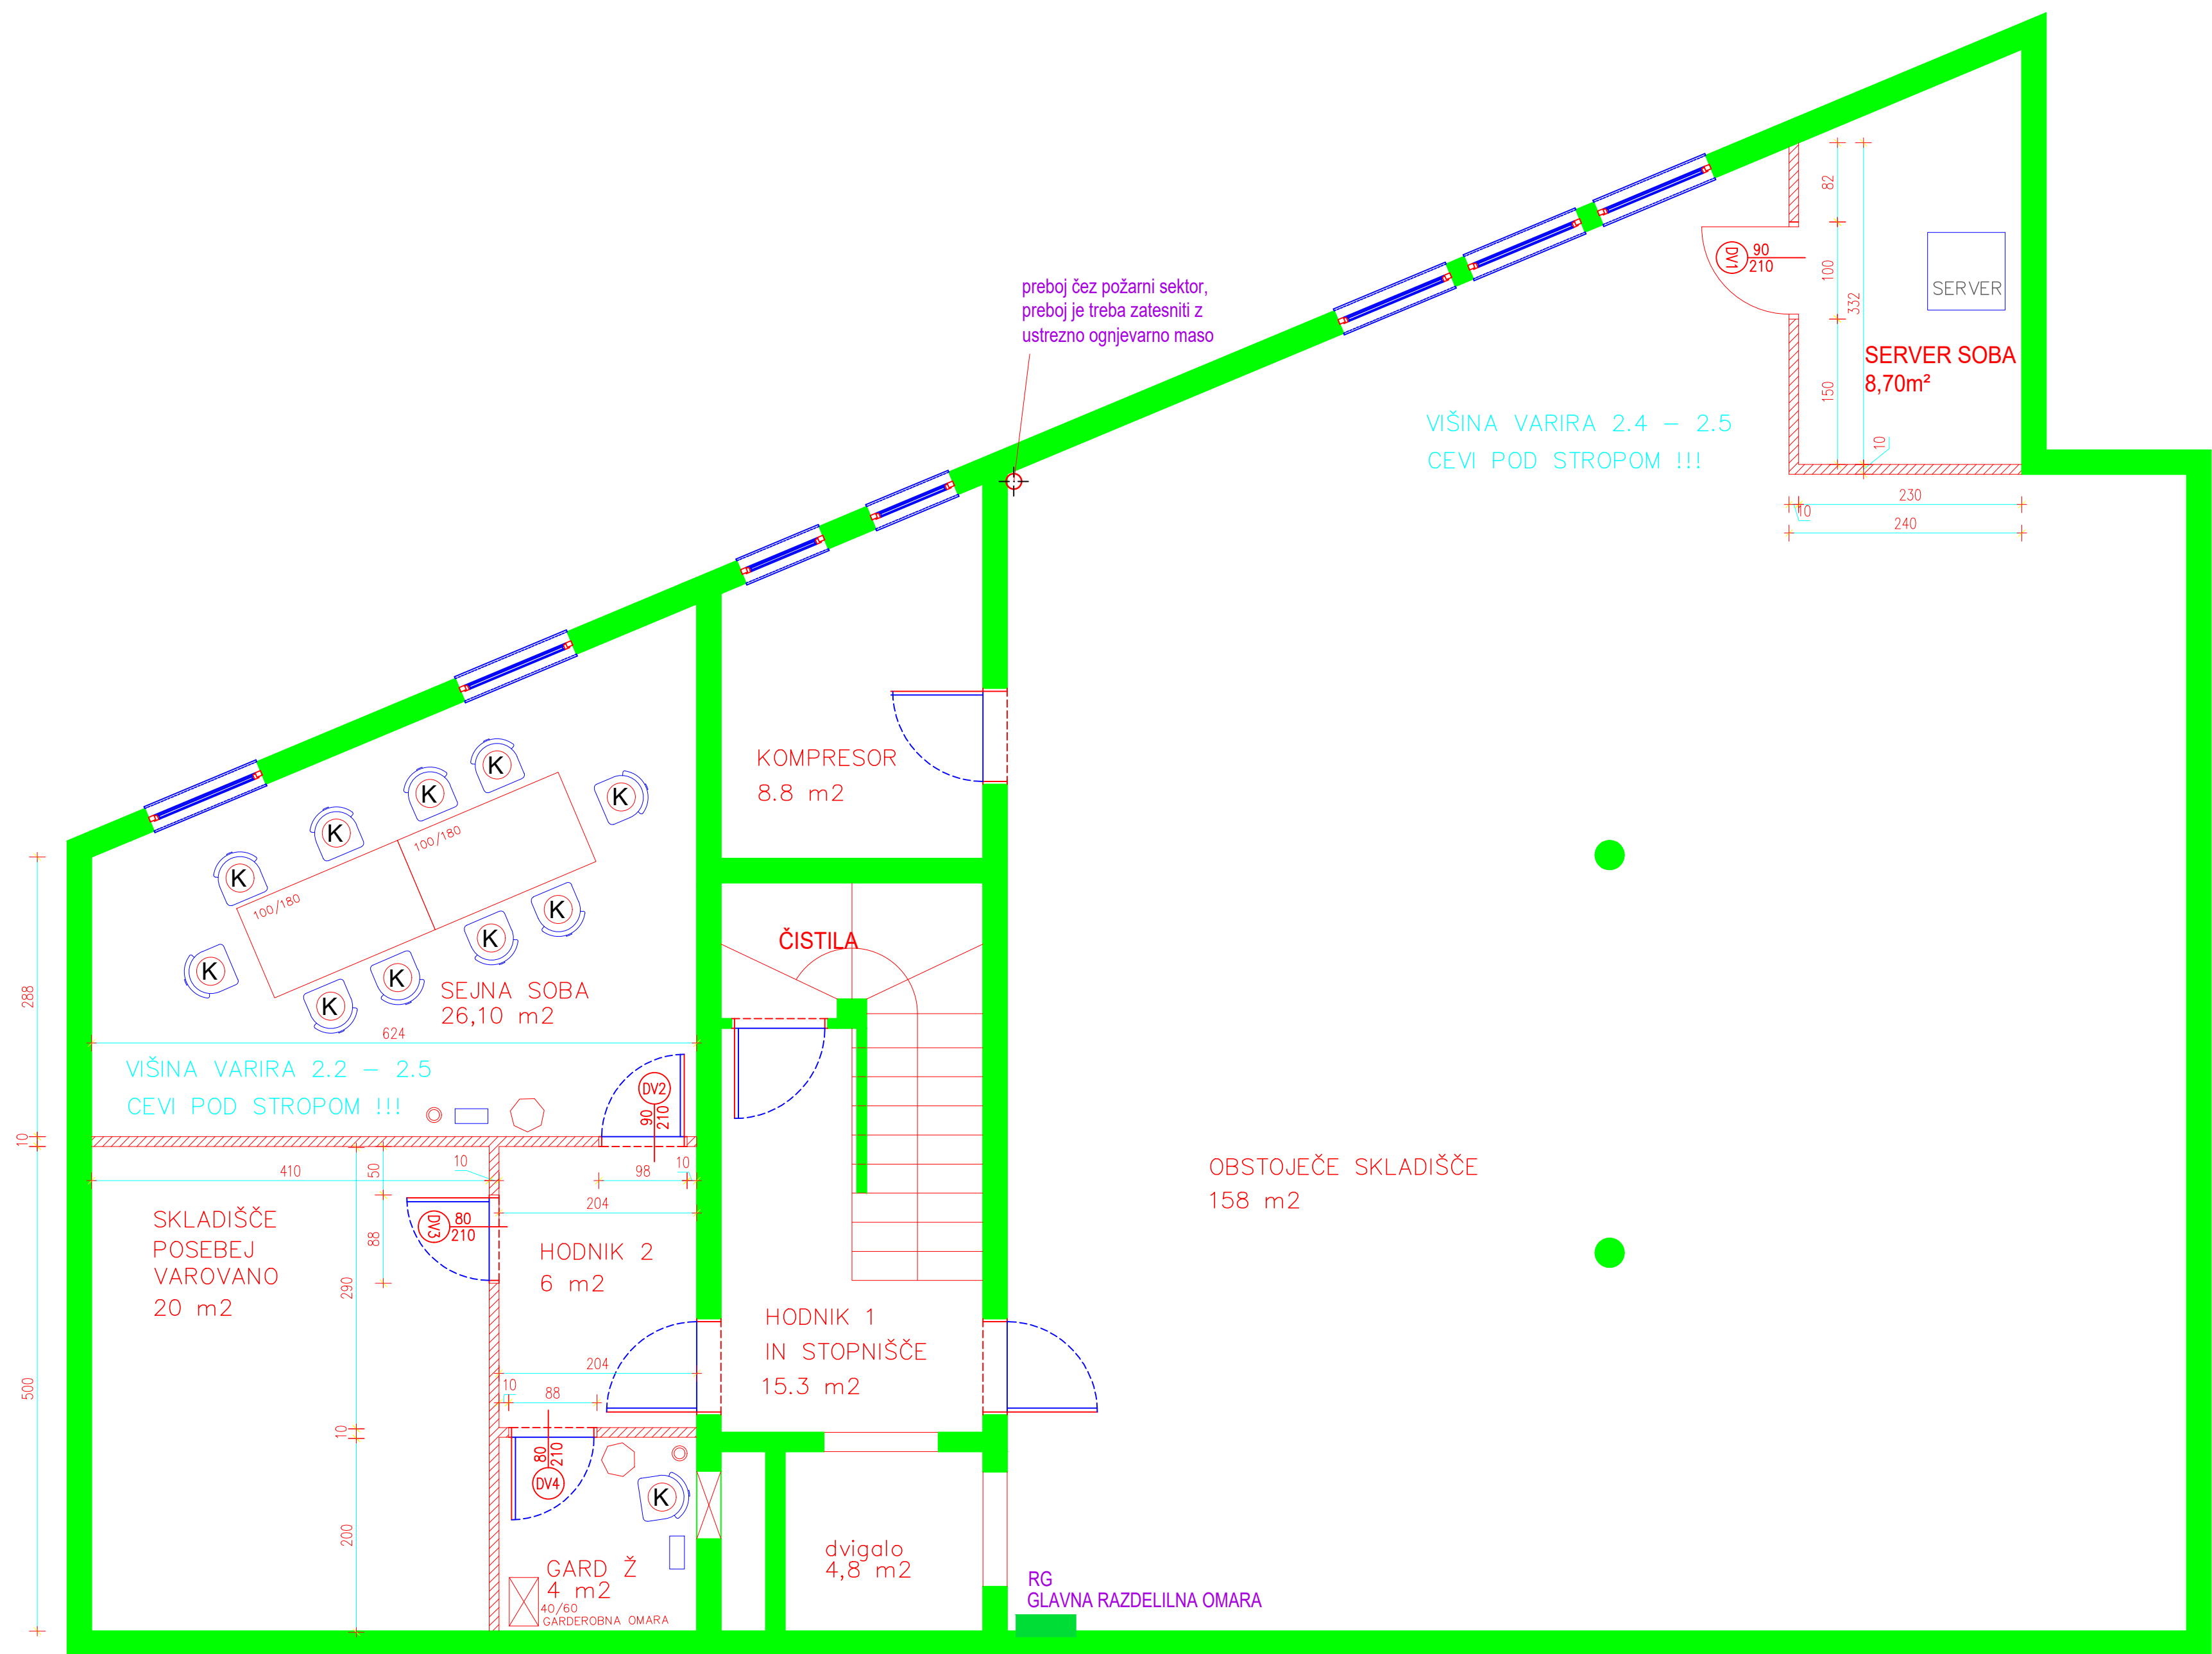 preboj čez požarni sektor,
preboj je treba zatesniti z
ustrezno ognjevarno maso
82
100
332
150
10
DV1
90
210
SERVER
SERVER SOBA
8,70m²
VIŠINA VARIRA 2.4 – 2.5
CEVI POD STROPOM !!!
230
10
240
KOMPRESOR
8.8 m2
K
K
K
K
K
K
K
K
K
K
100/180
100/180
SEJNA SOBA
26,10 m2
624
288
VIŠINA VARIRA 2.2 – 2.5
CEVI POD STROPOM !!!
DV2
90
210
ČISTILA
10
410
10
50
98
10
204
SKLADIŠČE
POSEBEJ
VAROVANO
20 m2
DV3
80
210
88
290
HODNIK 2
6 m2
OBSTOJEČE SKLADIŠČE
158 m2
HODNIK 1
IN STOPNIŠČE
15.3 m2
204
10
88
500
10
80
210
DV4
K
200
GARD Ž
4 m2
40/60
GARDEROBNA OMARA
dvigalo
4,8 m2
RG
GLAVNA RAZDELILNA OMARA